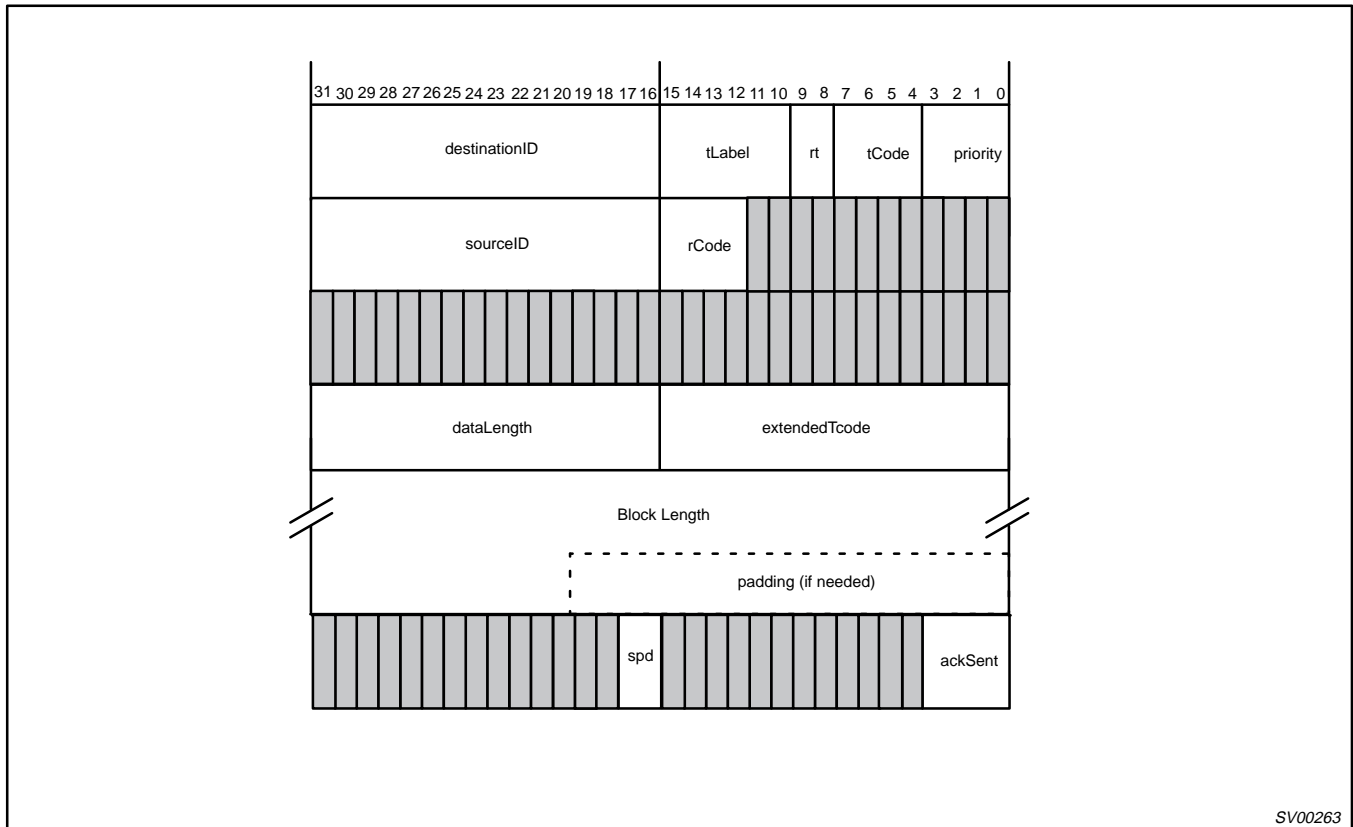 31 30 29 28 27 26 25 24 23 22 21 20 19 18 17 16 15 14 13 12 11 10 9 8 7 6 5 4 3 2 1 0
destinationID tLabel rt tCode priority
sourceID rCode
dataLength extendedTcode
Block Length
padding (if needed)
spd ackSent
SV00263